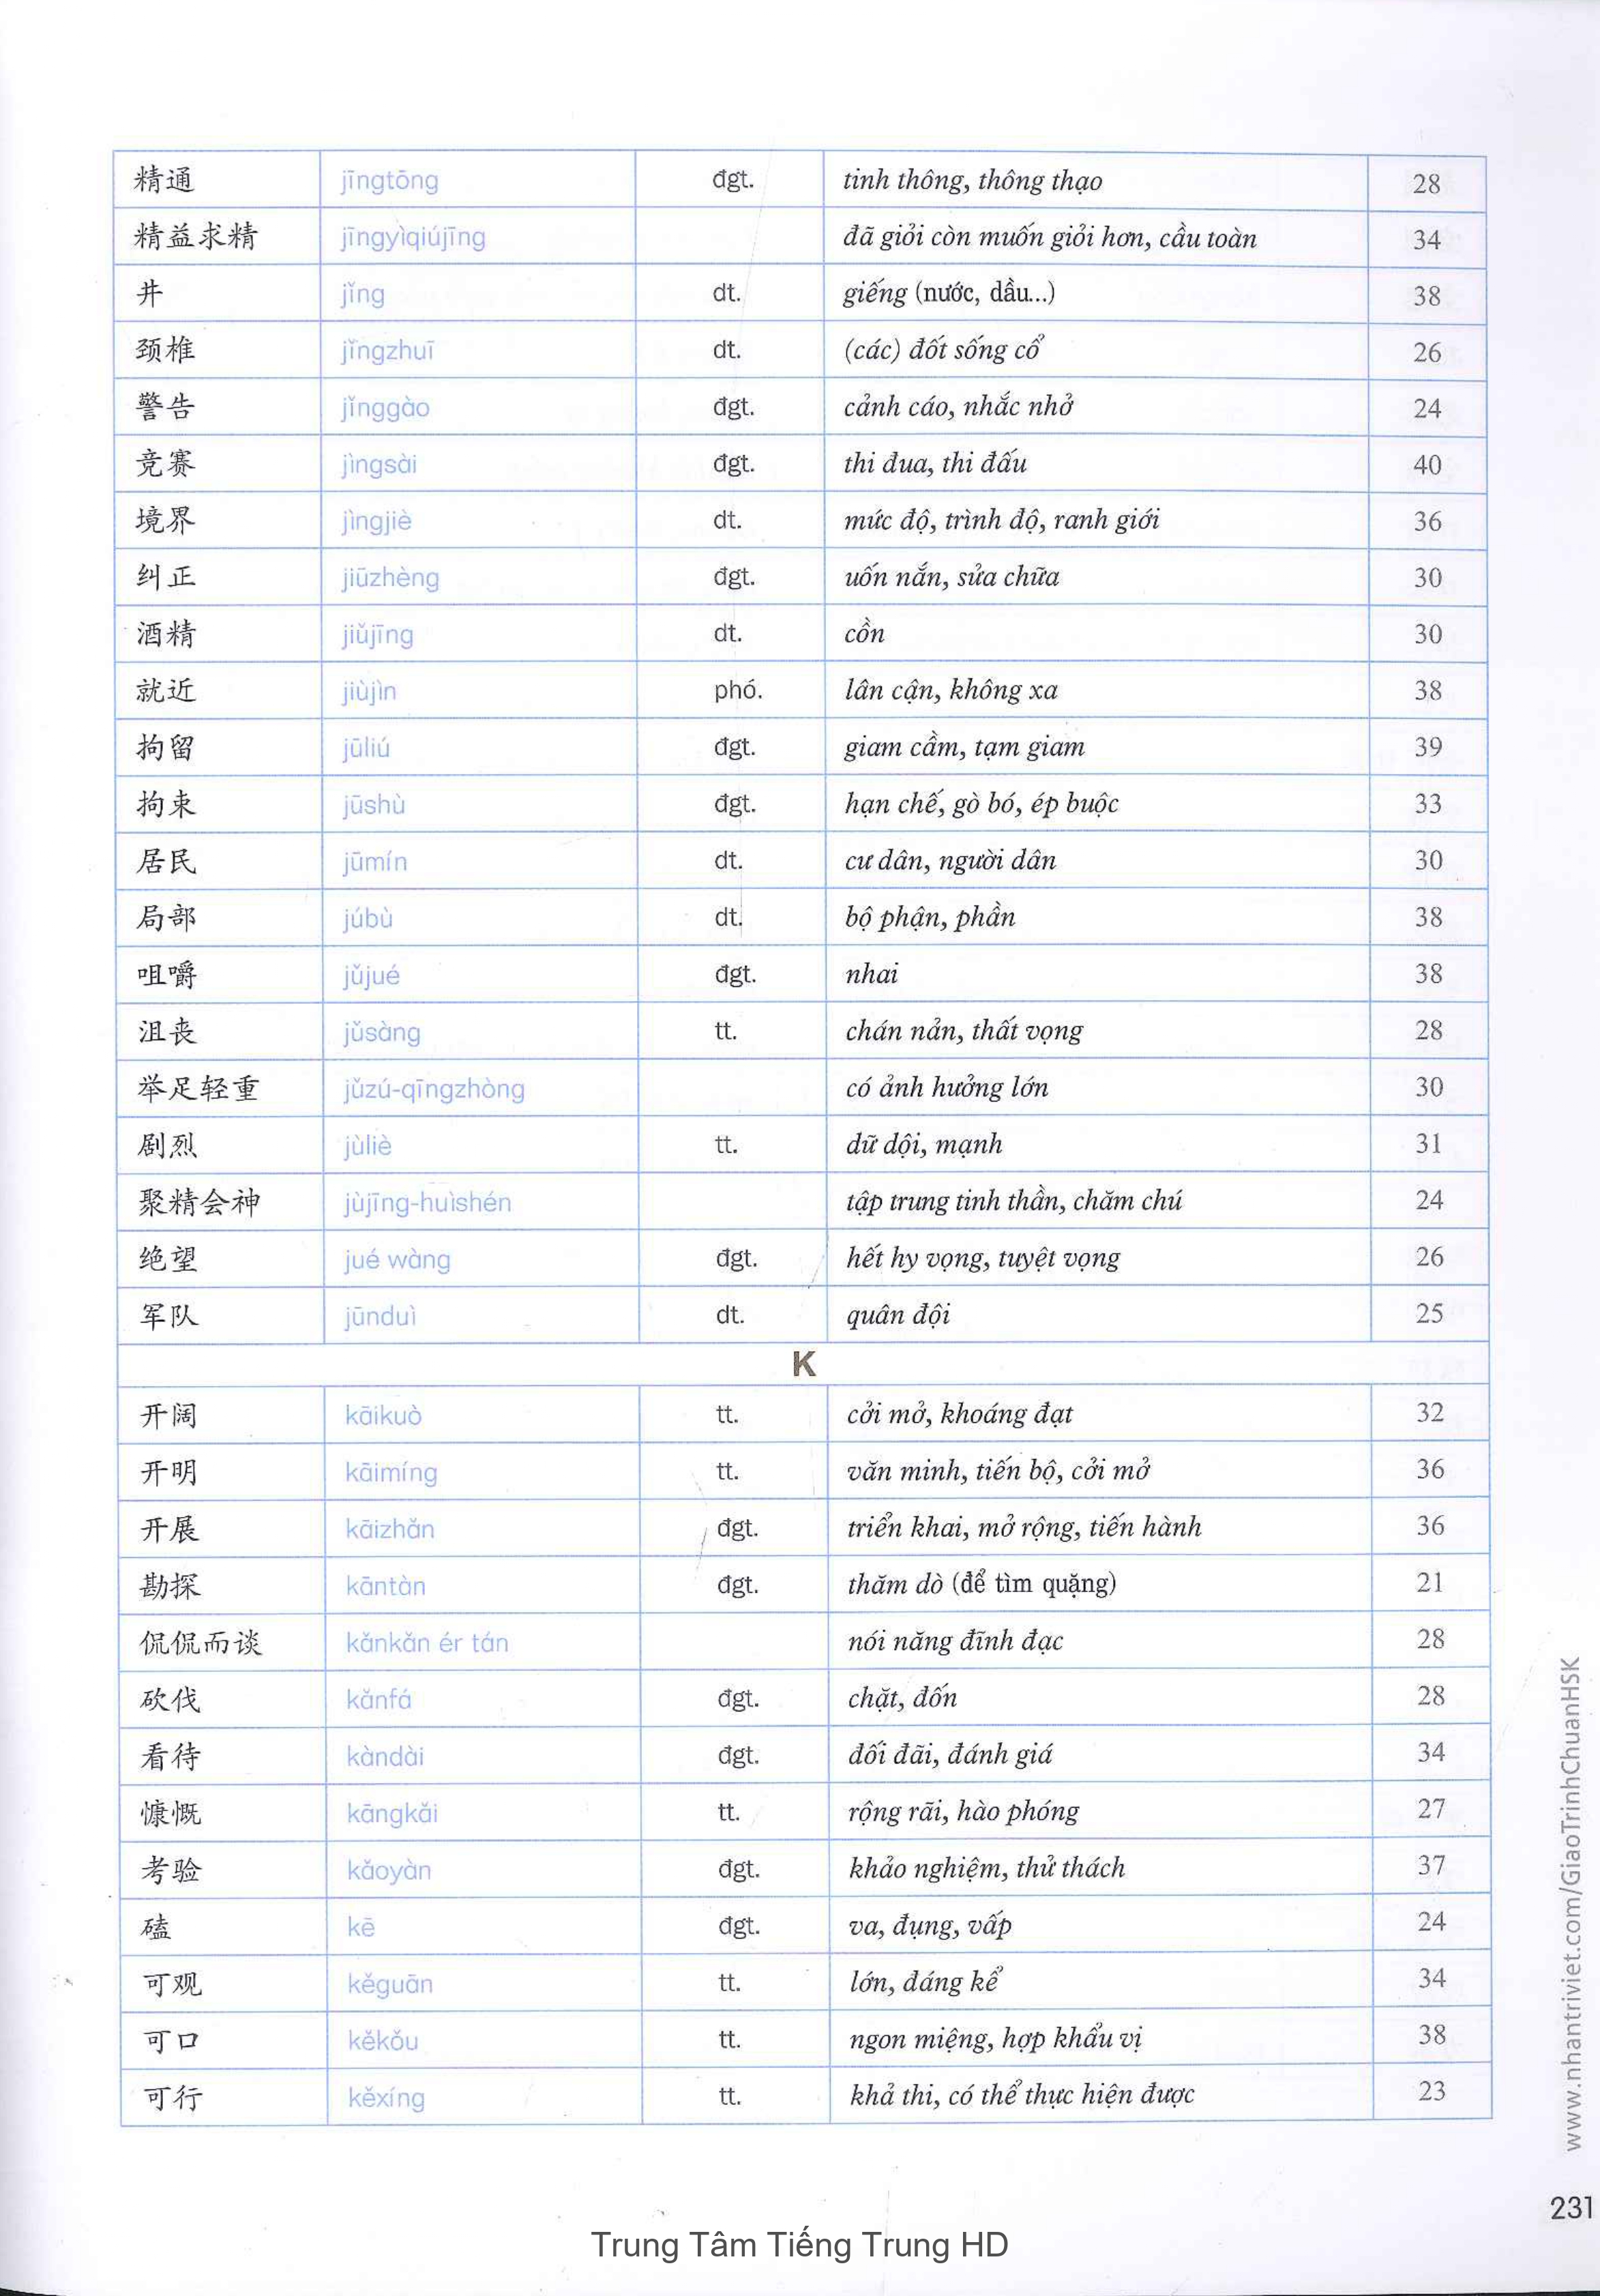 精通 jīngtōng đgt. tinh thông, thông thạo 28
精益求精 jīngyìqiújīng đã giỏi còn muốn giỏi hơn, cầu toàn 34
井 jǐng dt. giếng (nước, dầu...) 38
颈椎 jǐngzhuī dt. (các) đốt sống cổ 26
警告 jǐnggào đgt. cảnh cáo, nhắc nhở 24
竞赛 jìngsài đgt. thi đua, thi đấu 40
境界 jìngjiè dt. mức độ, trình độ, ranh giới 36
纠正 jiūzhèng đgt. uốn nắn, sửa chữa 30
酒精 jiǔjīng dt. cồn 30
就近 jiùjìn phó. lân cận, không xa 38
拘留 jūliú đgt. giam cầm, tạm giam 39
拘束 jūshù đgt. hạn chế, gò bó, ép buộc 33
居民 jūmín dt. cư dân, người dân 30
局部 júbù dt. bộ phận, phần 38
咀嚼 jǔjué đgt. nhai 38
沮丧 jǔsàng tt. chán nản, thất vọng 28
举足轻重 jǔzú-qīngzhòng có ảnh hưởng lớn 30
剧烈 jùliè tt. dữ dội, mạnh 31
聚精会神 jùjīng-huìshén tập trung tinh thần, chăm chú 24
绝望 jué wàng đgt. hết hy vọng, tuyệt vọng 26
军队 jūnduì dt. quân đội 25
K
开阔 kāikuò tt. cởi mở, khoáng đạt 32
开明 kāimíng tt. văn minh, tiến bộ, cởi mở 36
开展 kāizhǎn đgt. triển khai, mở rộng, tiến hành 36
勘探 kāntàn đgt. thăm dò (để tìm quặng) 21
侃侃而谈 kǎnkǎn ér tán nói năng đĩnh đạc 28
砍伐 kǎnfá đgt. chặt, đốn 28
看待 kàndài đgt. đối đãi, đánh giá 34
慷慨 kāngkǎi tt. rộng rãi, hào phóng 27
考验 kǎoyàn đgt. khảo nghiệm, thử thách 37
磕 kē đgt. va, đụng, vấp 24
可观 kěguān tt. lớn, đáng kể 34
可口 kěkǒu tt. ngon miệng, hợp khẩu vị 38
可行 kěxíng tt. khả thi, có thể thực hiện được 23
www.nhantriviet.com/GiaoTrinhChuanHSK
231
Trung Tâm Tiếng Trung HD